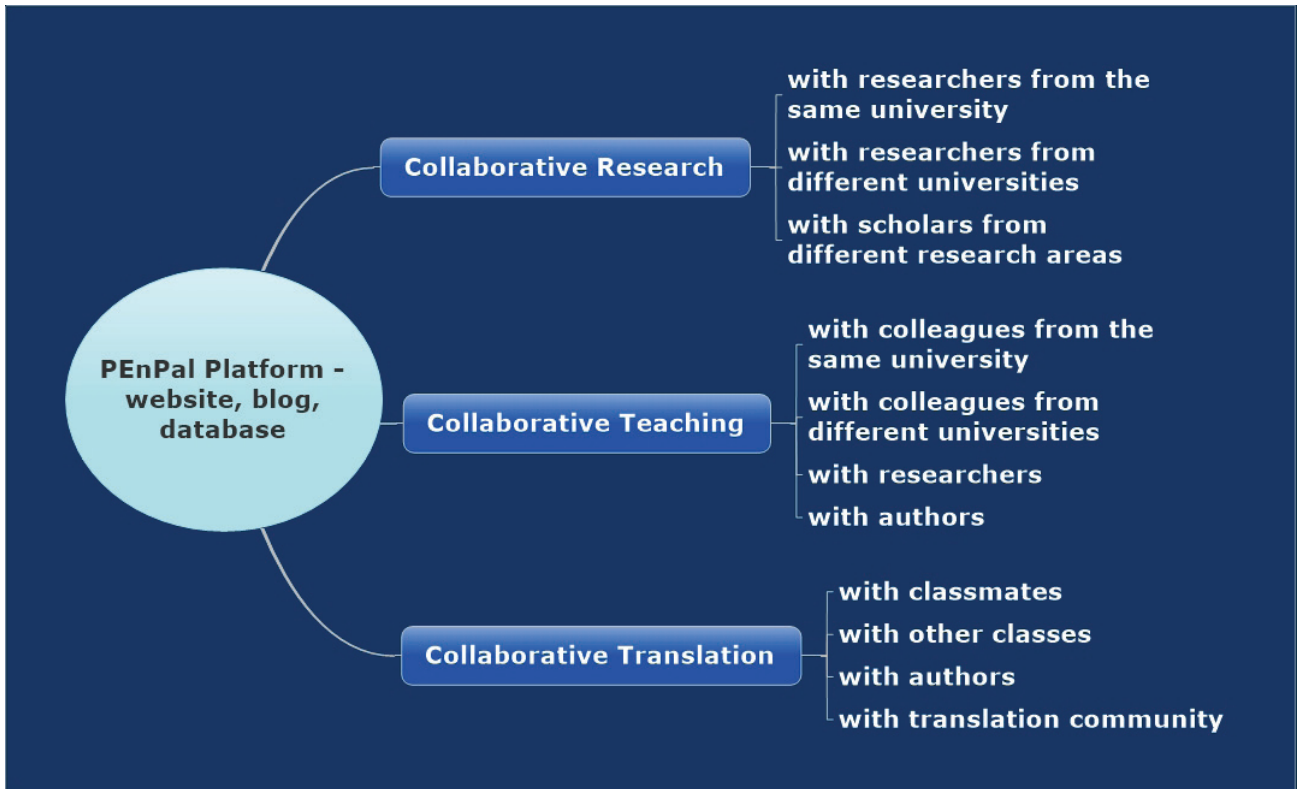 PEnPal Platform -
website, blog,
database
Collaborative Research
with researchers from the
same university
with researchers from
different universities
with scholars from
different research areas
Collaborative Teaching
with colleagues from the
same university
with colleagues from
different universities
with researchers
with authors
Collaborative Translation
with classmates
with other classes
with authors
with translation community